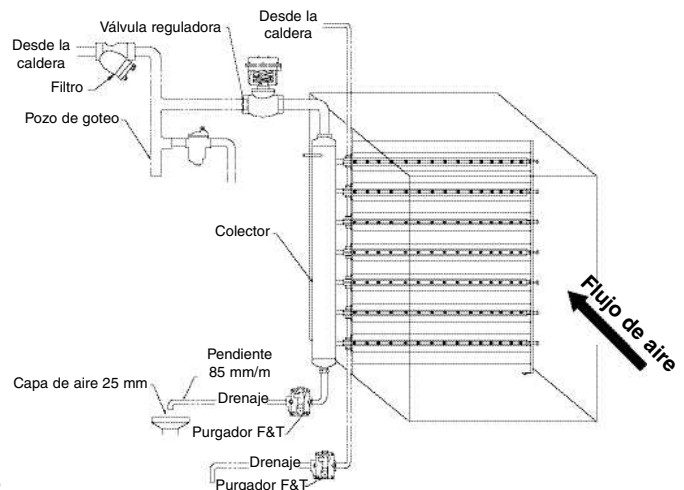 Desde la
caldera
Filtro
Pozo de goteo
Válvula reguladora
Desde la
caldera
Colector
Flujo de aire
Pendiente
85 mm/m
Capa de aire 25 mm
Drenaje
Purgador F&T
Drenaje
Purgador F&T